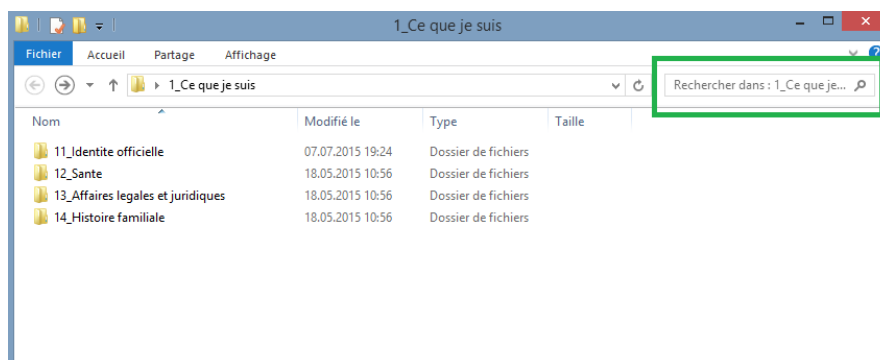 1_Ce que je suis
Fichier Accueil Partage Affichage
1_Ce que je suis Rechercher dans : 1_Ce que je...
Nom Modifié le Type Taille
11_Identite officielle 07.07.2015 19:24 Dossier de fichiers
12_Sante 18.05.2015 10:56 Dossier de fichiers
13_Affaires legales et juridiques 18.05.2015 10:56 Dossier de fichiers
14_Histoire familiale 18.05.2015 10:56 Dossier de fichiers